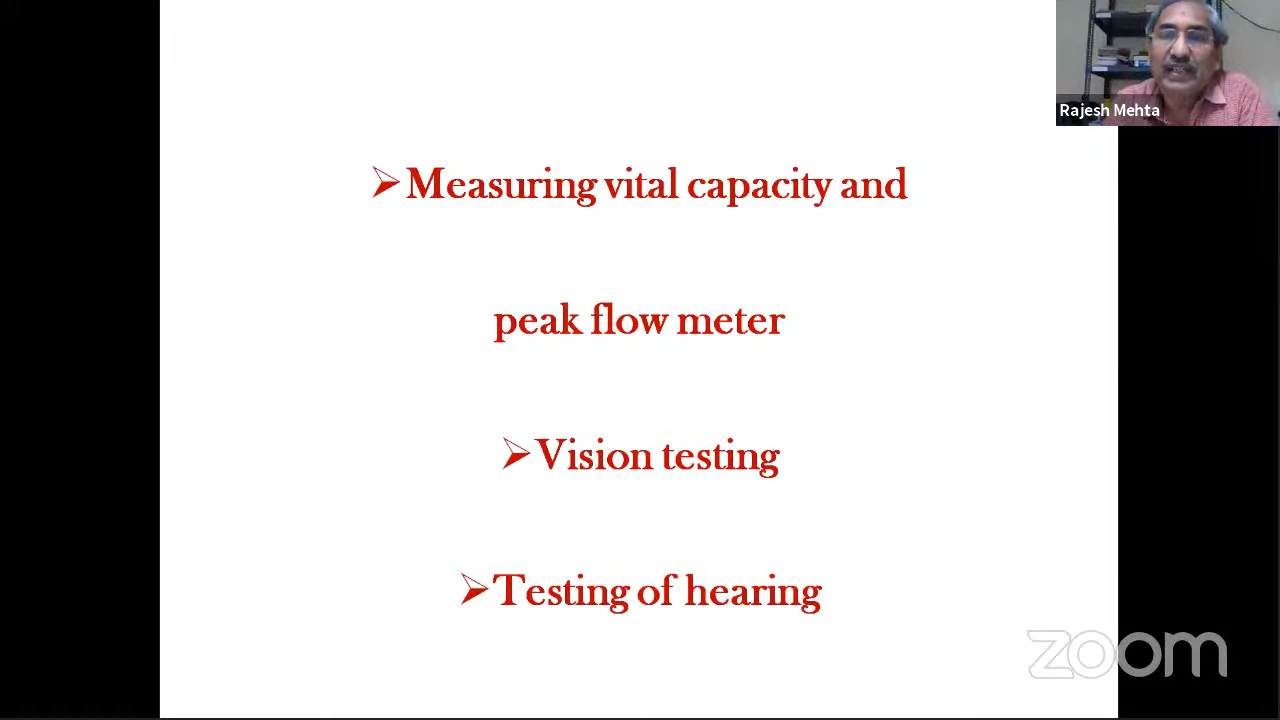 Rajesh Mehta
➢Measuring vital capacity and
peak flow meter
➢Vision testing
➢Testing of hearing
zoom